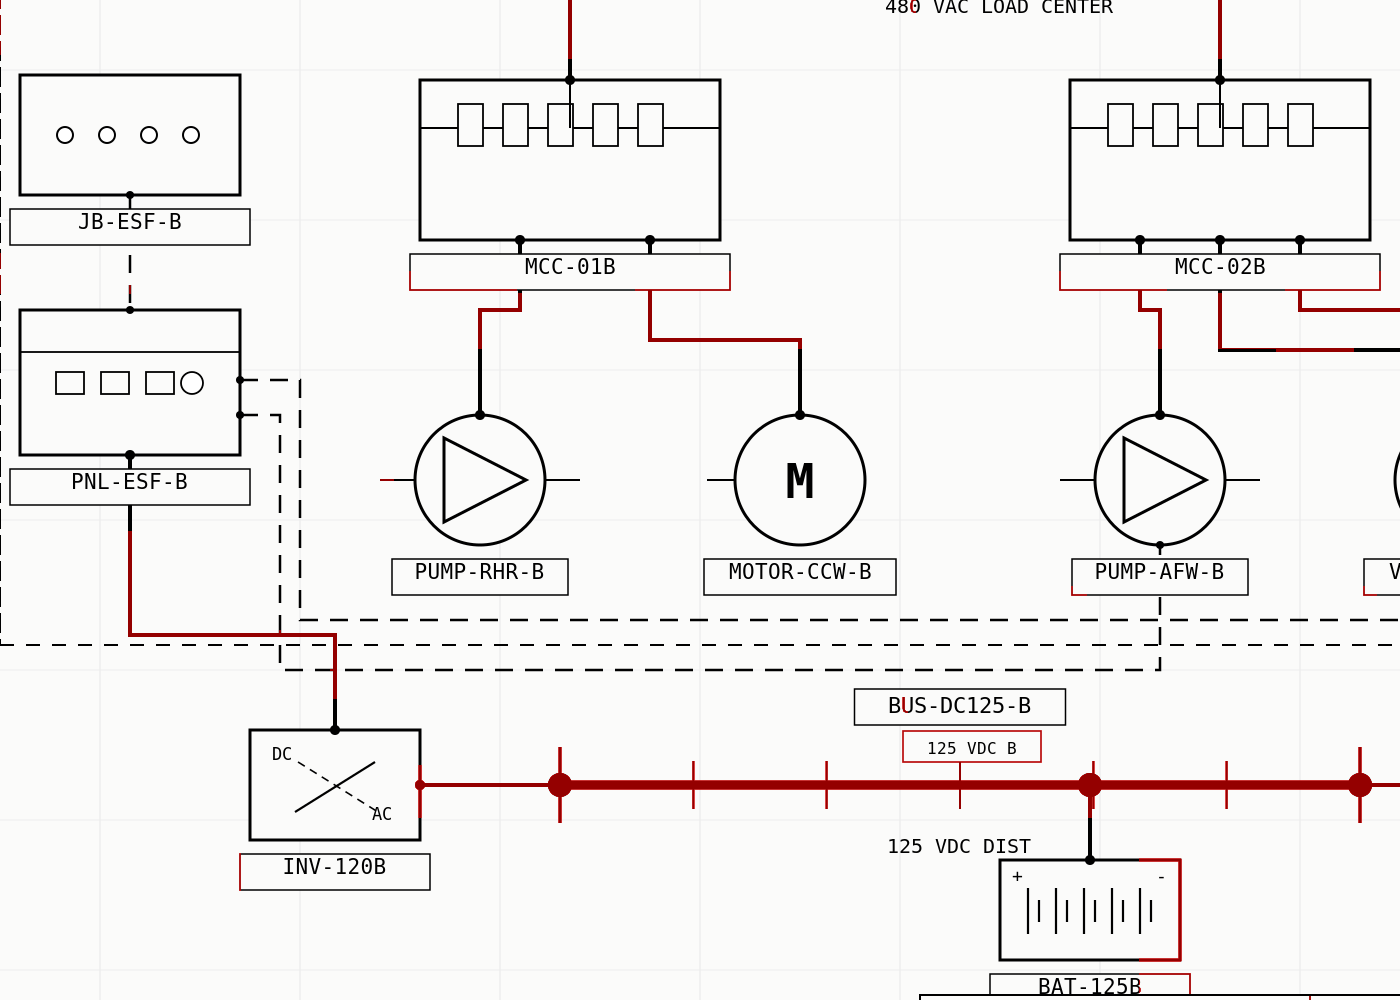 480 VAC LOAD CENTER
JB-ESF-B
MCC-01B
MCC-02B
PNL-ESF-B
M
PUMP-RHR-B
MOTOR-CCW-B
PUMP-AFW-B
V
BUS-DC125-B
125 VDC B
DC
AC
INV-120B
125 VDC DIST
+ -
BAT-125B